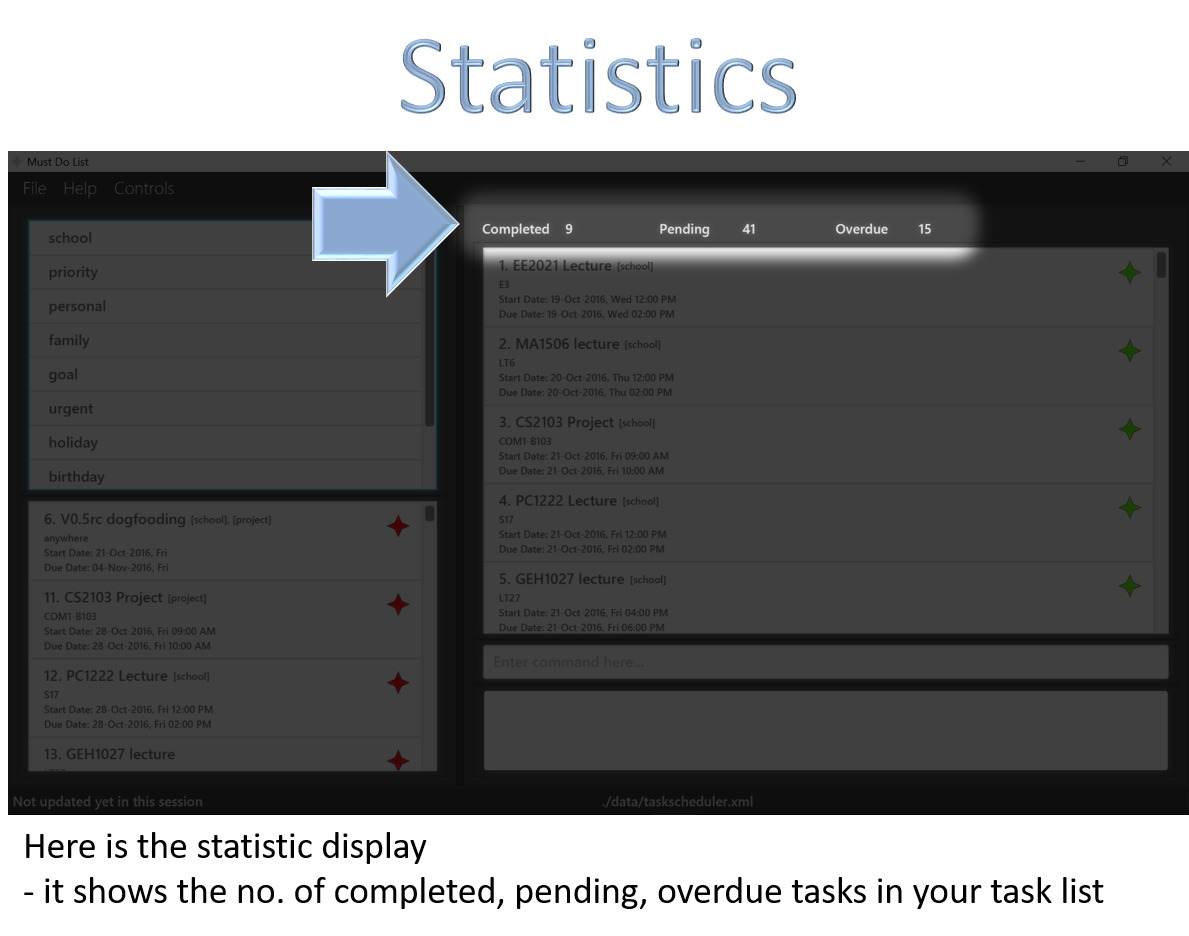 Statistics
Must Do List
File Help Controls
school
priority
personal
family
goal
urgent
holiday
birthday
6. V0.5rc dogfooding [school], [project]
anywhere
Start Date: 21-Oct-2016, Fri
Due Date: 04-Nov-2016, Fri
11. CS2103 Project [project]
COM1-B103
Start Date: 28-Oct-2016, Fri 09:00 AM
Due Date: 28-Oct-2016, Fri 10:00 AM
12. PC1222 Lecture [school]
S17
Start Date: 28-Oct-2016, Fri 12:00 PM
Due Date: 28-Oct-2016, Fri 02:00 PM
13. GEH1027 lecture
Completed 9 Pending 41 Overdue 15
1. EE2021 Lecture [school]
E3
Start Date: 19-Oct-2016, Wed 12:00 PM
Due Date: 19-Oct-2016, Wed 02:00 PM
2. MA1506 lecture [school]
LT6
Start Date: 20-Oct-2016, Thu 12:00 PM
Due Date: 20-Oct-2016, Thu 02:00 PM
3. CS2103 Project [school]
COM1-B103
Start Date: 21-Oct-2016, Fri 09:00 AM
Due Date: 21-Oct-2016, Fri 10:00 AM
4. PC1222 Lecture [school]
S17
Start Date: 21-Oct-2016, Fri 12:00 PM
Due Date: 21-Oct-2016, Fri 02:00 PM
5. GEH1027 lecture [school]
LT27
Start Date: 21-Oct-2016, Fri 04:00 PM
Due Date: 21-Oct-2016, Fri 06:00 PM
Enter command here...
Not updated yet in this session
./data/taskscheduler.xml
Here is the statistic display
- it shows the no. of completed, pending, overdue tasks in your task list